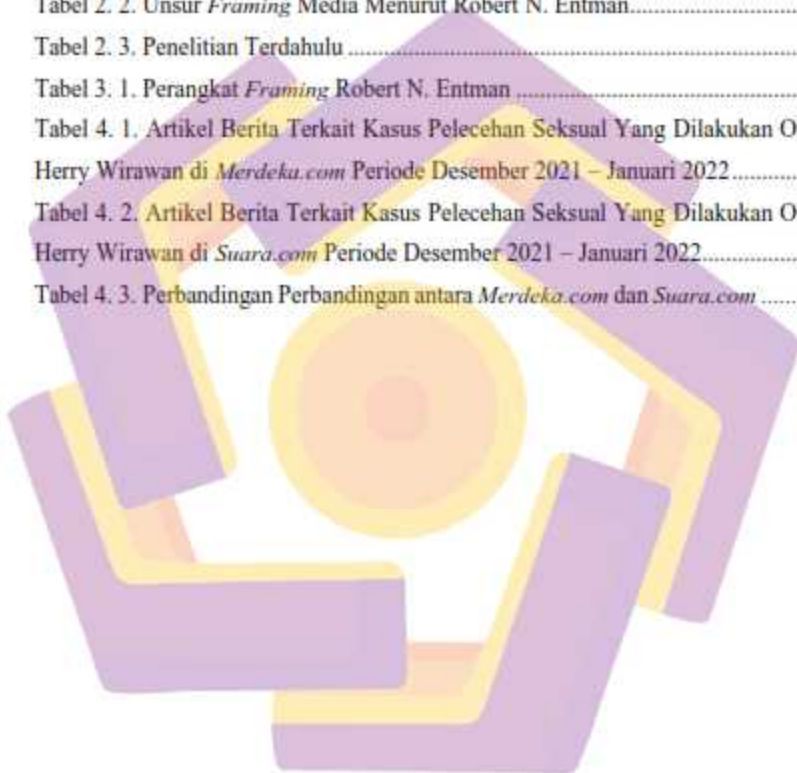 Tabel 2. 2. Unsur Framing Media Menurut Robert N. Entman..............................
Tabel 2. 3. Penelitian Terdahulu ..............................
Tabel 3. 1. Perangkat Framing Robert N. Entman ..............................
Tabel 4. 1. Artikel Berita Terkait Kasus Pelecehan Seksual Yang Dilakukan O
Herry Wirawan di Merdeka.com Periode Desember 2021 – Januari 2022.............
Tabel 4. 2. Artikel Berita Terkait Kasus Pelecehan Seksual Yang Dilakukan O
Herry Wirawan di Suara.com Periode Desember 2021 – Januari 2022...................
Tabel 4. 3. Perbandingan Perbandingan antara Merdeka.com dan Suara.com .......